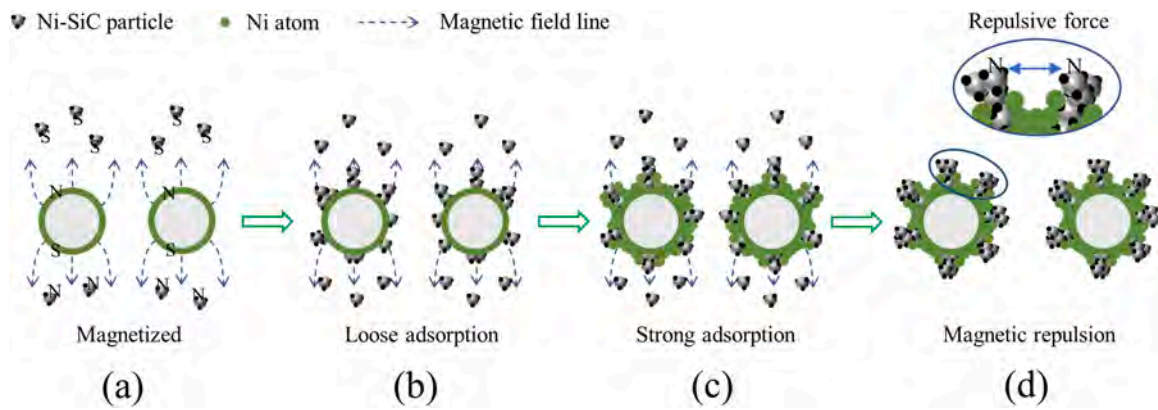 Ni-SiC particle Ni atom Magnetic field line Repulsive force
N N
S S
S S S S
N N
S S
N N N N
Magnetized Loose adsorption Strong adsorption Magnetic repulsion
(a) (b) (c) (d)